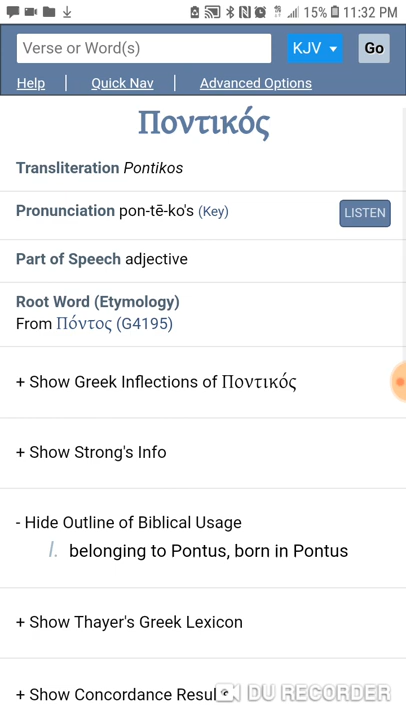 15% 11:32 PM
Verse or Word(s) KJV Go
Help Quick Nav Advanced Options
Ποντικός
Transliteration Pontikos
Pronunciation pon-tē-ko's (Key) LISTEN
Part of Speech adjective
Root Word (Etymology)
From Πόντος (G4195)
+ Show Greek Inflections of Ποντικός
+ Show Strong's Info
- Hide Outline of Biblical Usage
I. belonging to Pontus, born in Pontus
+ Show Thayer's Greek Lexicon
+ Show Concordance Results
DU RECORDER